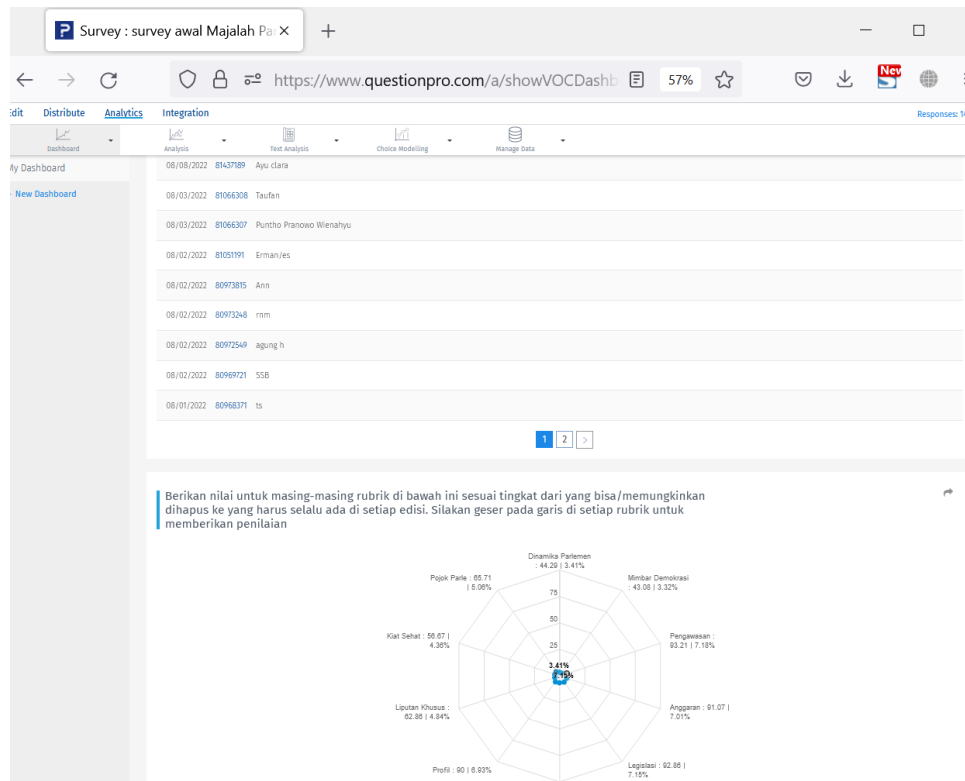 Survey : survey awal Majalah Pa
https://www.questionpro.com/a/showVOCDashb 57%
New
Edit Distribute Analytics Integration Responses: 14
Dashboard Analysis Text Analysis Choice Modelling Manage Data
My Dashboard
New Dashboard
08/08/2022 81437189 Ayu clara
08/03/2022 81066308 Taufan
08/03/2022 81066307 Puntho Pranowo Wienahyu
08/02/2022 81051191 Erman/es
08/02/2022 80973815 Ann
08/02/2022 80973248 rnm
08/02/2022 80972549 agung h
08/02/2022 80969721 SSB
08/01/2022 80968371 ts
1 2 >
Berikan nilai untuk masing-masing rubrik di bawah ini sesuai tingkat dari yang bisa/memungkinkan
dihapus ke yang harus selalu ada di setiap edisi. Silakan geser pada garis di setiap rubrik untuk
memberikan penilaian
Dinamika Parlemen
: 44.29 | 3.41%
Mimbar Demokrasi
: 43.08 | 3.32%
Pengawasan :
93.21 | 7.18%
Anggaran : 91.07 |
7.01%
Legislasi : 92.86 |
7.15%
Profil : 90 | 6.93%
Liputan Khusus :
62.86 | 4.84%
Kiat Sehat : 56.67 |
4.36%
Pojok Parle : 65.71
| 5.06%
75
50
25
3.41%
7.15%